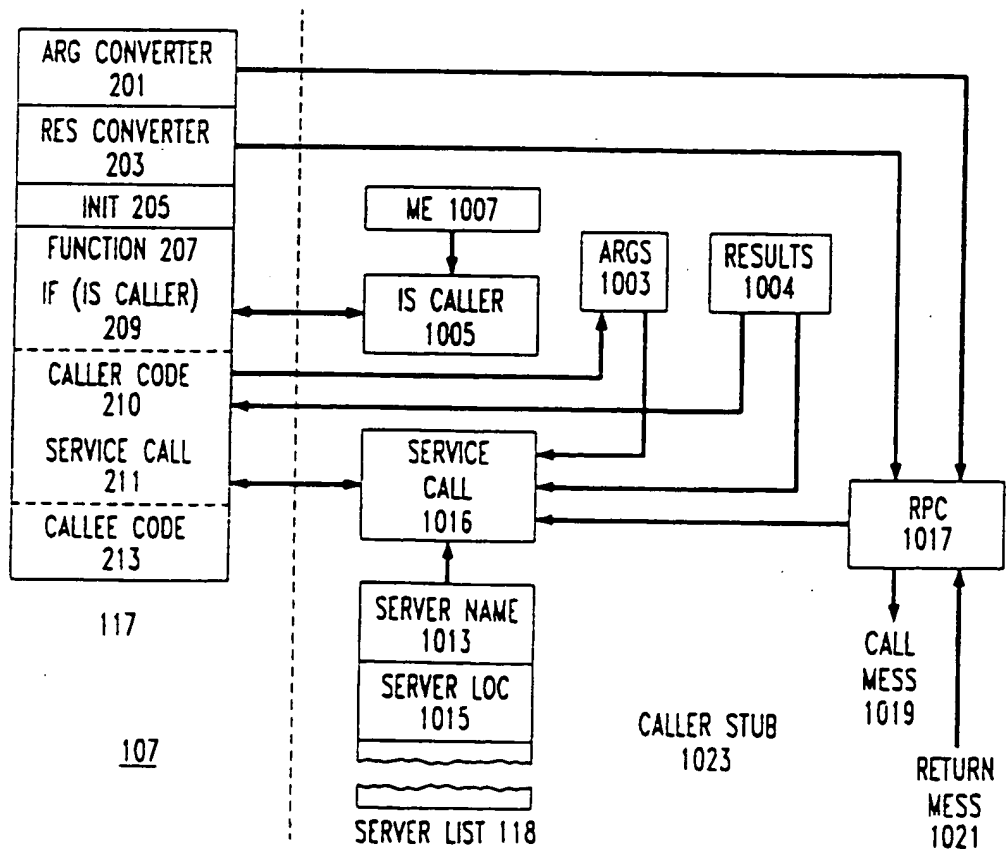 ARG CONVERTER
201
RES CONVERTER
203
INIT 205
FUNCTION 207
IF (IS CALLER)
209
CALLER CODE
210
SERVICE CALL
211
CALLEE CODE
213
117
107
ME 1007
IS CALLER
1005
ARGS
1003
RESULTS
1004
SERVICE
CALL
1016
SERVER NAME
1013
SERVER LOC
1015
SERVER LIST 118
RPC
1017
CALL
MESS
1019
CALLER STUB
1023
RETURN
MESS
1021